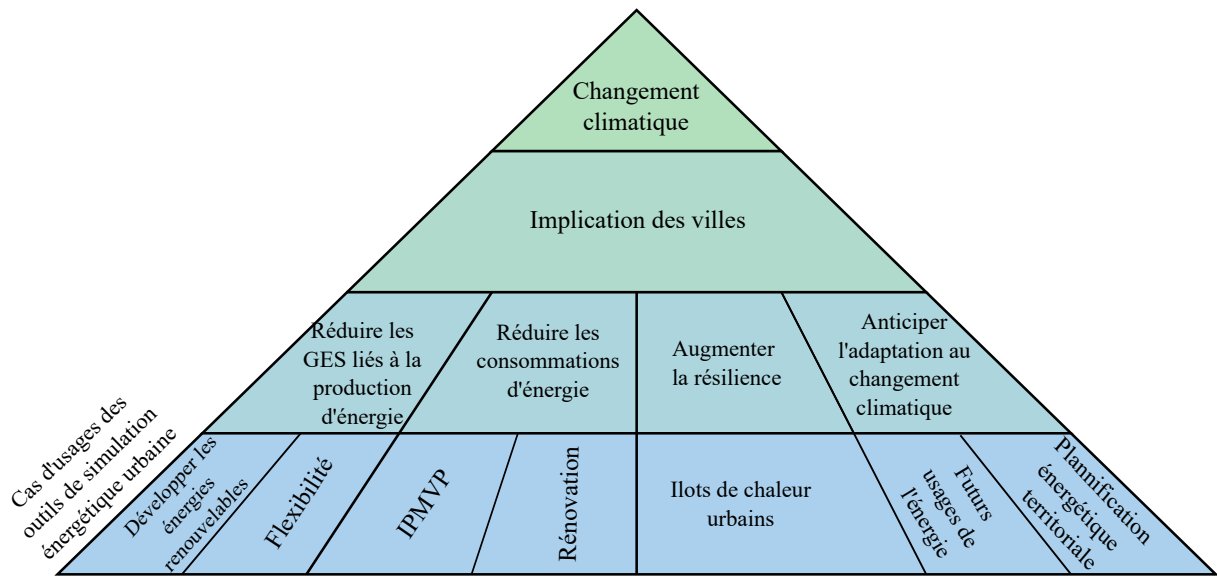 Changement
climatique
Implication des villes
Réduire les
GES liés à la
production
d'énergie
Réduire les
consommations
d'énergie
Augmenter
la résilience
Anticiper
l'adaptation au
changement
climatique
Cas d'usages des
outils de simulation
énergétique urbaine
Développer les
énergies
renouvelables
Flexibilité
IPMVP
Rénovation
Ilots de chaleur
urbains
Futurs
usages de
l'énergie
Plannification
énergétique
territoriale